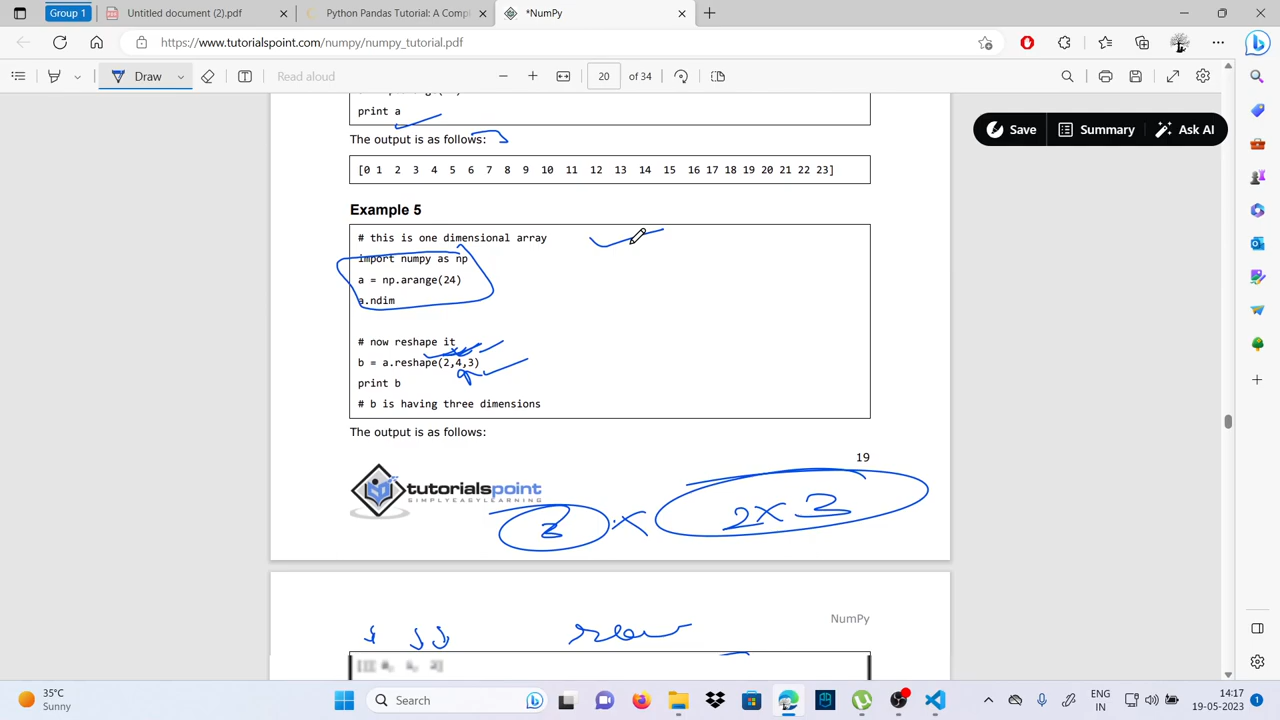 Group 1
Untitled document (2).pdf
Python Pandas Tutorial: A Compl
*NumPy
https://www.tutorialspoint.com/numpy/numpy_tutorial.pdf
Draw
Read aloud
20
of 34
print a
The output is as follows:
[0 1 2 3 4 5 6 7 8 9 10 11 12 13 14 15 16 17 18 19 20 21 22 23]
Save
Summary
Ask AI
Example 5
# this is one dimensional array
import numpy as np
a = np.arange(24)
a.ndim
# now reshape it
b = a.reshape(2,4,3)
print b
# b is having three dimensions
The output is as follows:
19
tutorialspoint
SIMPLYEASYLEARNING
2x3
NumPy
35°C
Sunny
Search
ENG
IN
14:17
19-05-2023
1